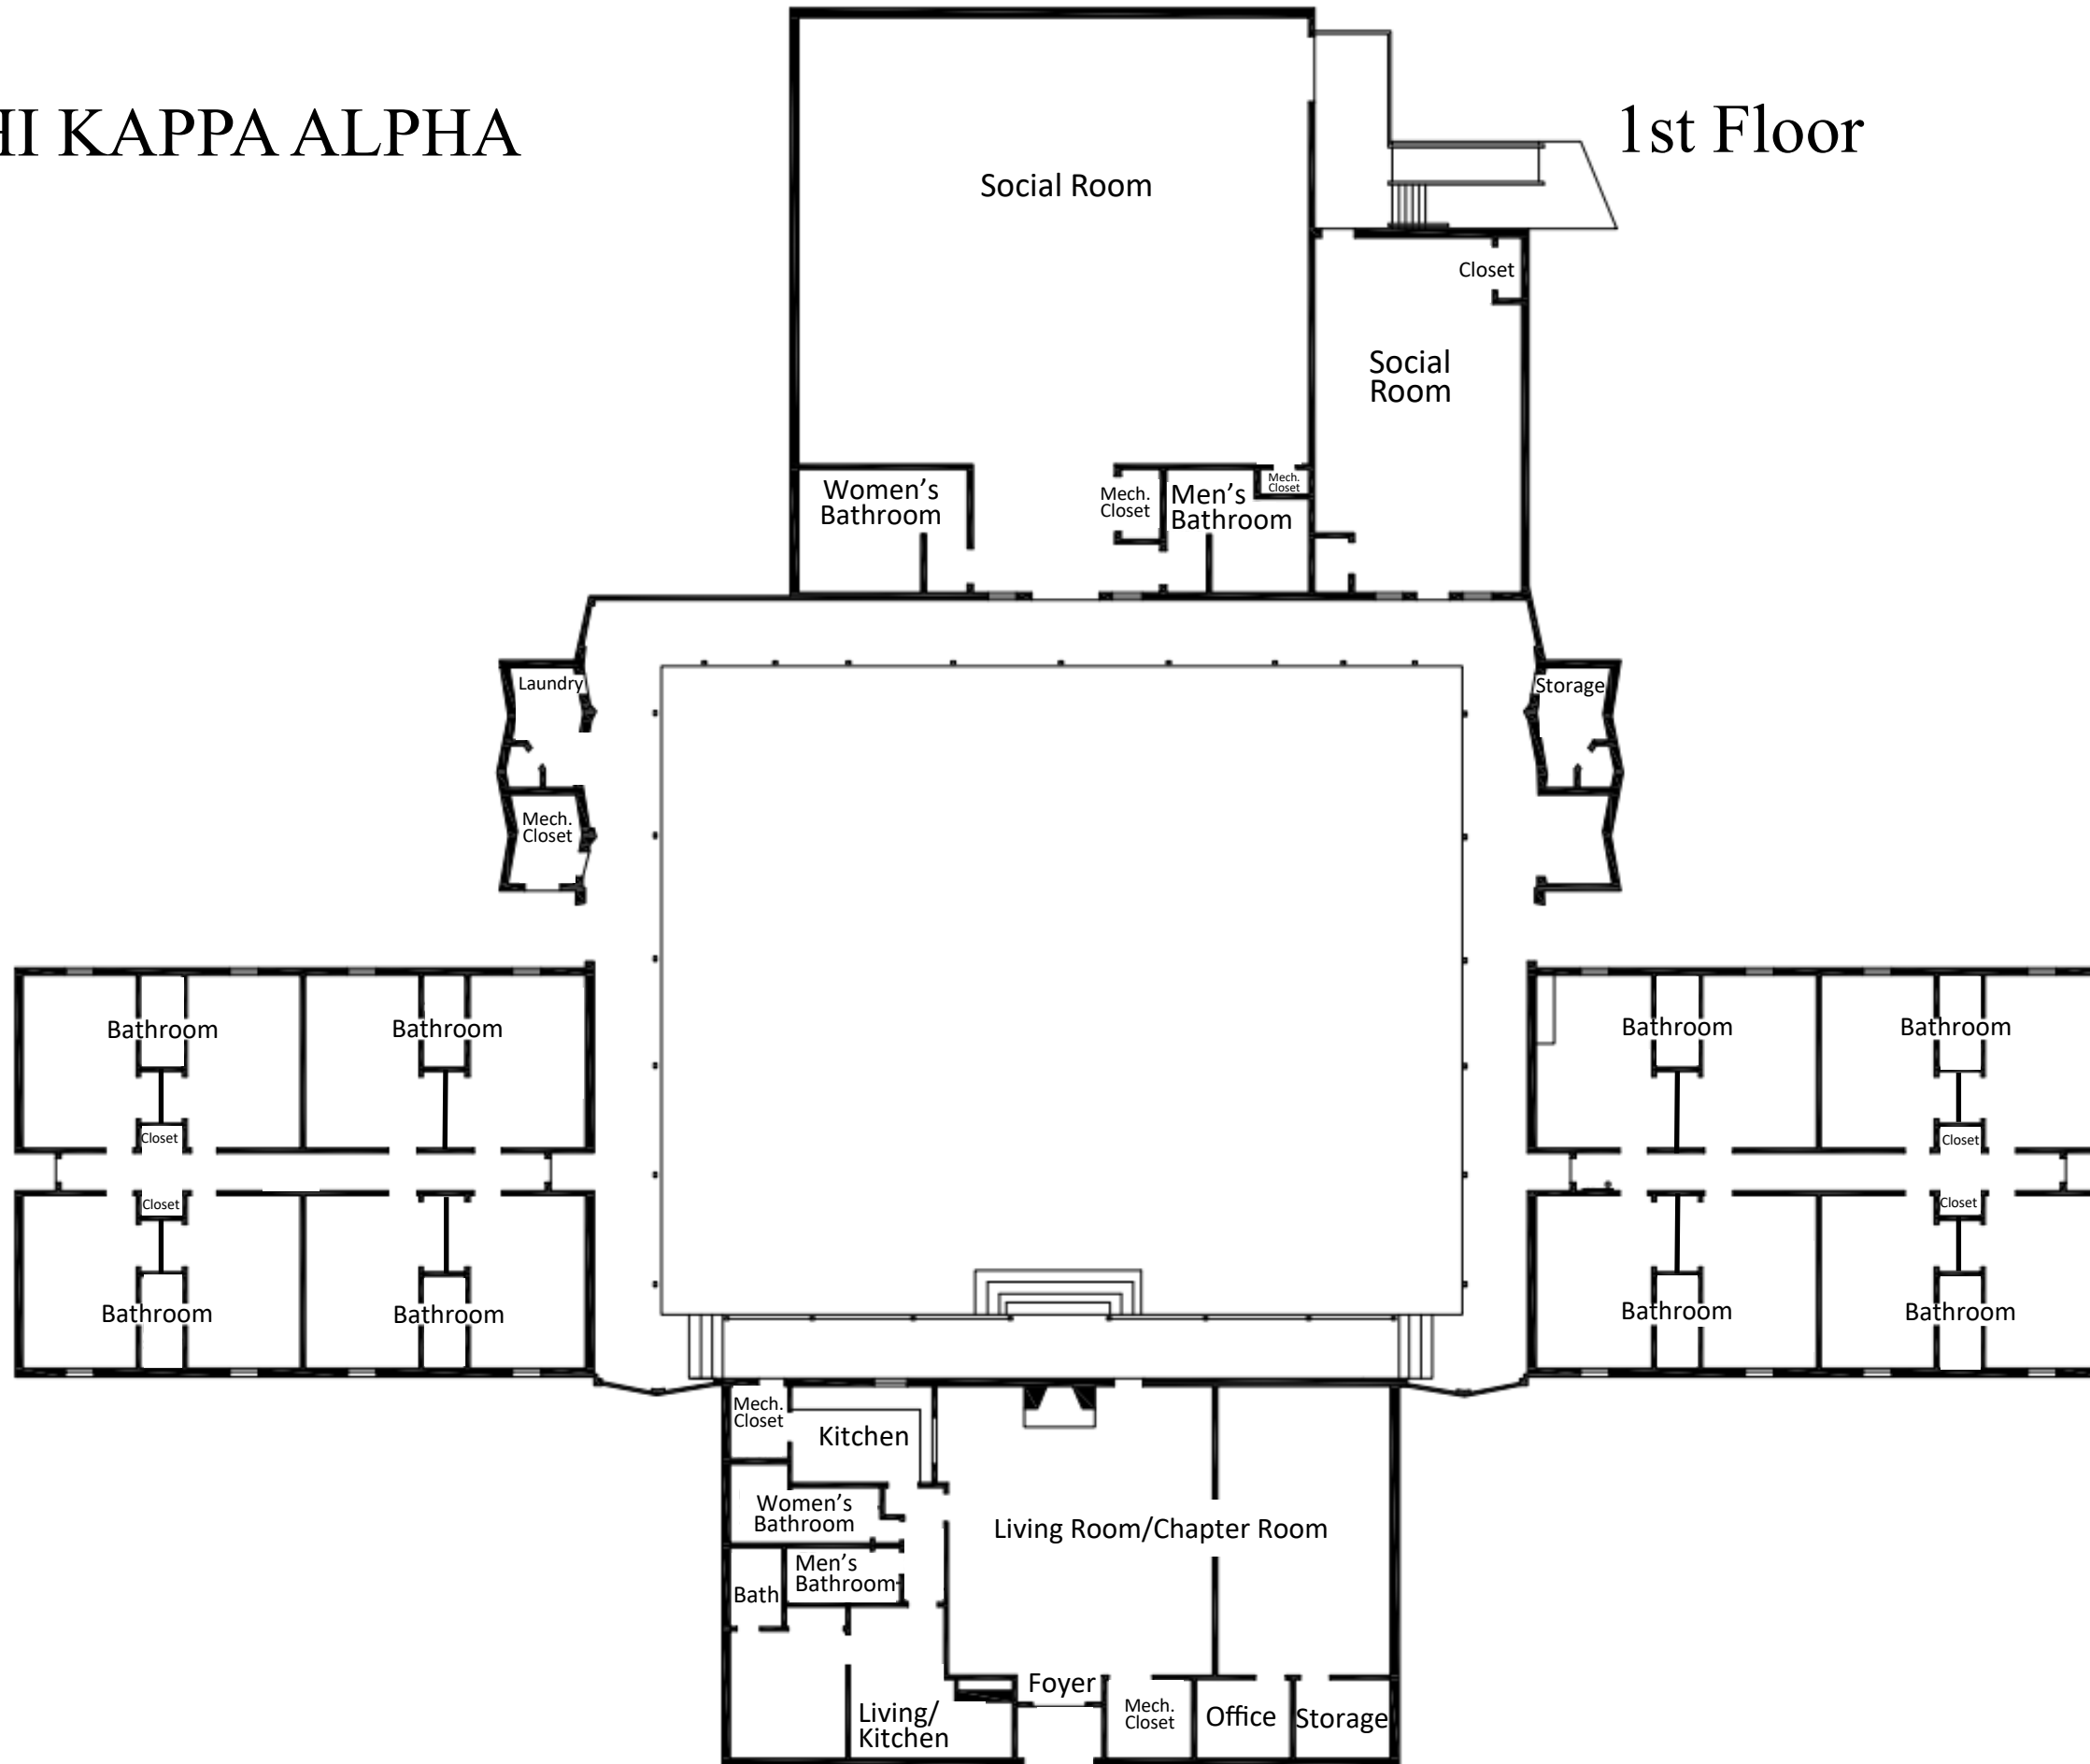 HI KAPPA ALPHA
1st Floor
Social Room
Closet
Social
Room
Women's
Bathroom
Mech.
Closet
Men's
Bathroom
Mech.
Closet
Laundry
Storage
Mech.
Closet
Bathroom
Bathroom
Bathroom
Bathroom
Closet
Closet
Closet
Closet
Bathroom
Bathroom
Bathroom
Bathroom
Mech.
Closet
Kitchen
Women's
Bathroom
Living Room/Chapter Room
Men's
Bathroom
Bath
Foyer
Living/
Kitchen
Mech.
Closet
Office
Storage